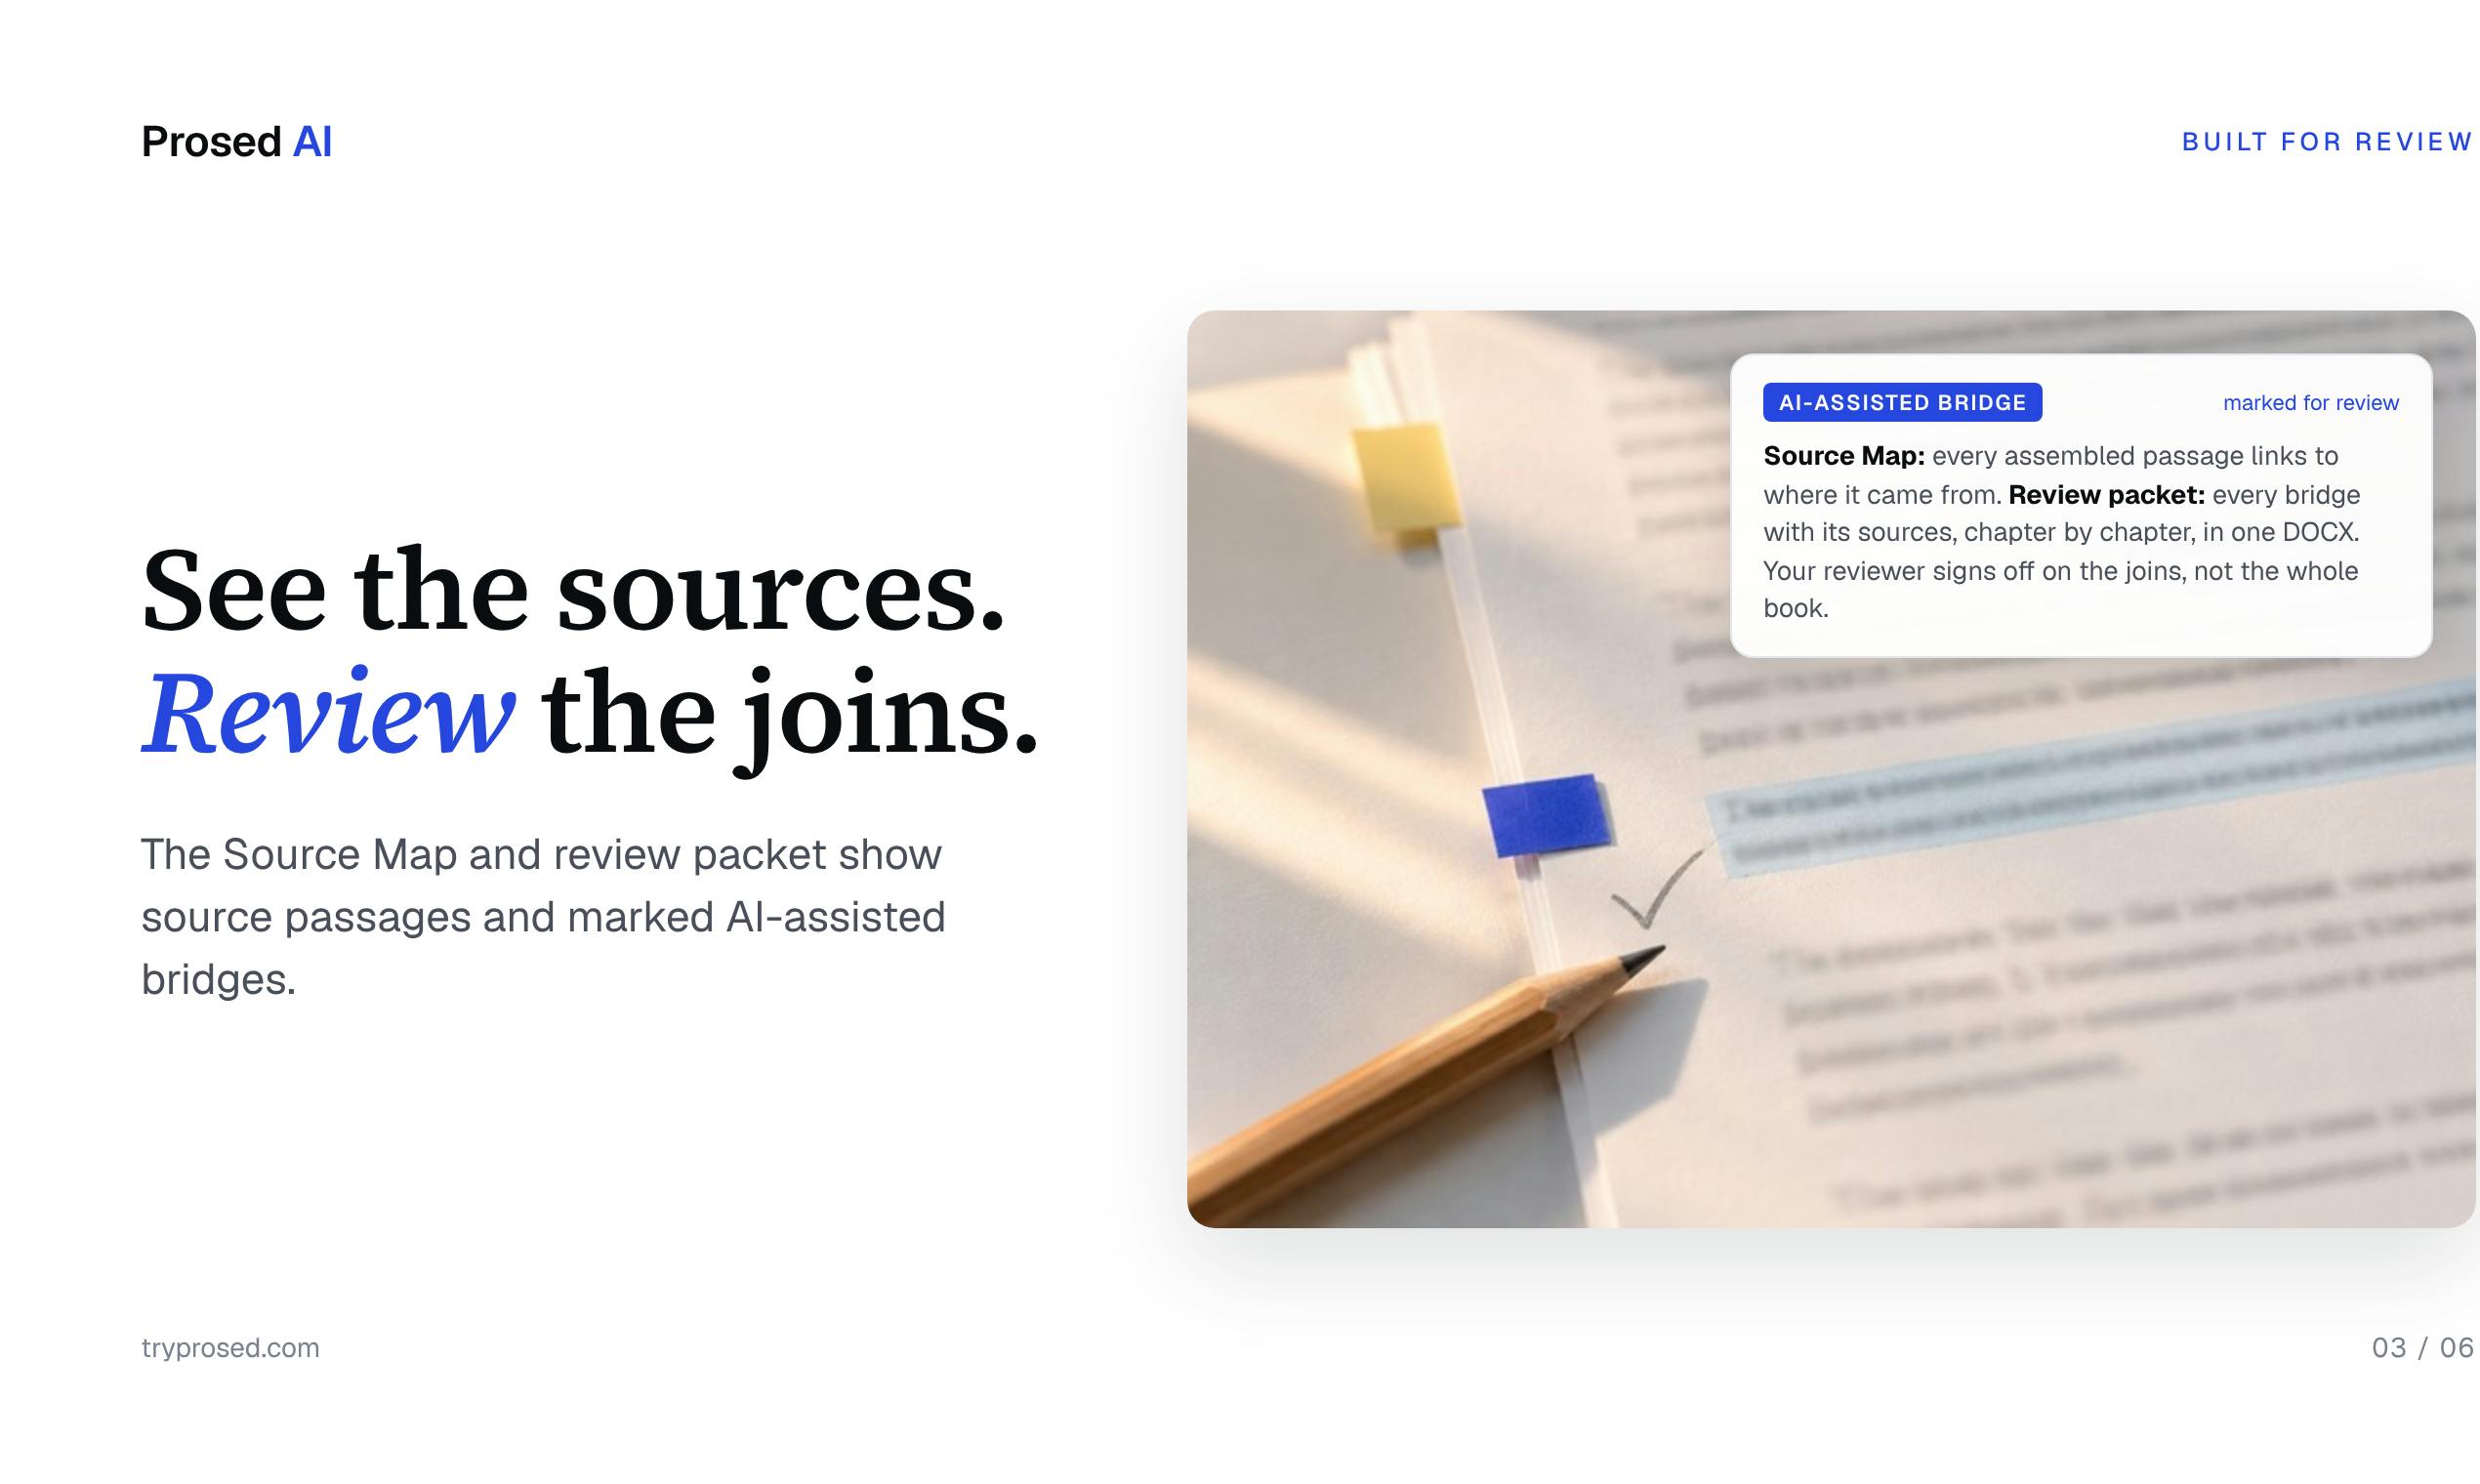 Prosed AI
BUILT FOR REVIEW
See the sources.
Review the joins.
The Source Map and review packet show
source passages and marked AI-assisted
bridges.
AI-ASSISTED BRIDGE
marked for review
Source Map: every assembled passage links to
where it came from. Review packet: every bridge
with its sources, chapter by chapter, in one DOCX.
Your reviewer signs off on the joins, not the whole
book.
tryprosed.com
03 / 06